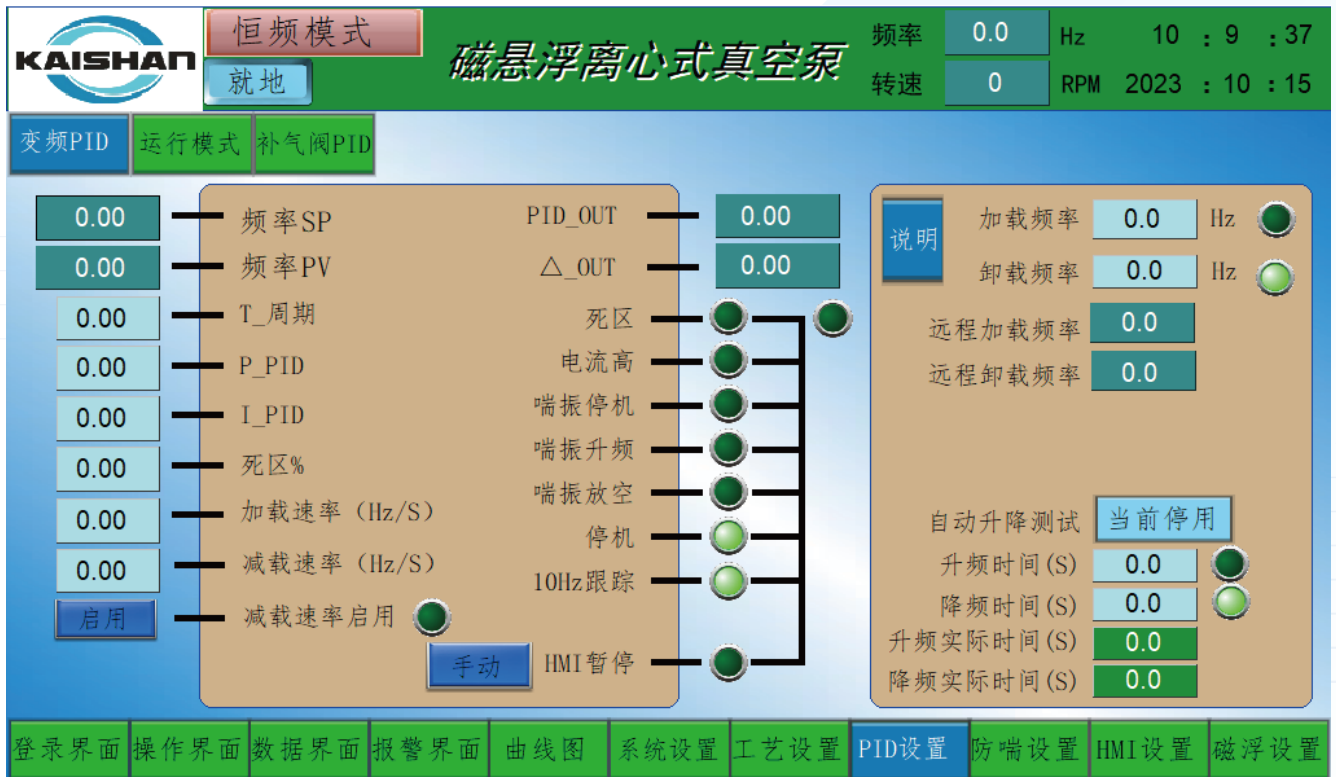 KAISHAN
恒频模式
就地
磁悬浮离心式真空泵
频率 0.0 Hz 10 : 9 : 37
转速 0 RPM 2023 : 10 : 15
变频PID 运行模式 补气阀PID
0.00 频率SP
0.00 频率PV
0.00 T_周期
0.00 P_PID
0.00 I_PID
0.00 死区%
0.00 加载速率（Hz/S）
0.00 减载速率（Hz/S）
启用 减载速率启用
手动
PID_OUT 0.00
△_OUT 0.00
死区
电流高
喘振停机
喘振升频
喘振放空
停机
10Hz跟踪
HMI暂停
说明
加载频率 0.0 Hz
卸载频率 0.0 Hz
远程加载频率 0.0
远程卸载频率 0.0
自动升降测试 当前停用
升频时间(S) 0.0
降频时间(S) 0.0
升频实际时间(S) 0.0
降频实际时间(S) 0.0
登录界面 操作界面 数据界面 报警界面 曲线图 系统设置 工艺设置 PID设置 防喘设置 HMI设置 磁浮设置